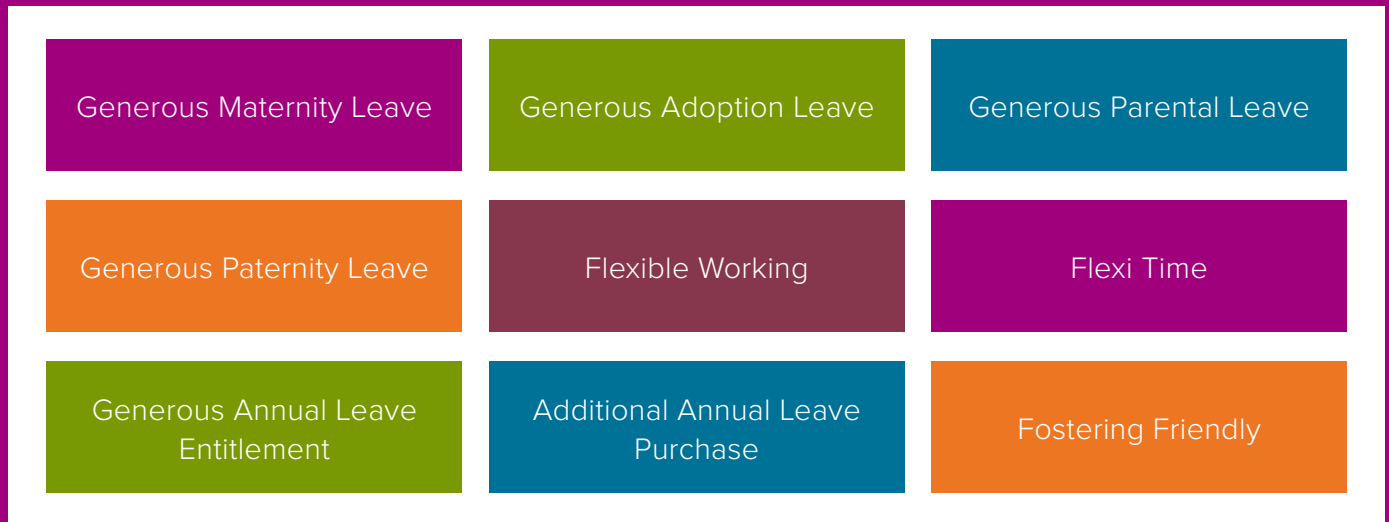 Generous Maternity Leave
Generous Adoption Leave
Generous Parental Leave
Generous Paternity Leave
Flexible Working
Flexi Time
Generous Annual Leave
Entitlement
Additional Annual Leave
Purchase
Fostering Friendly